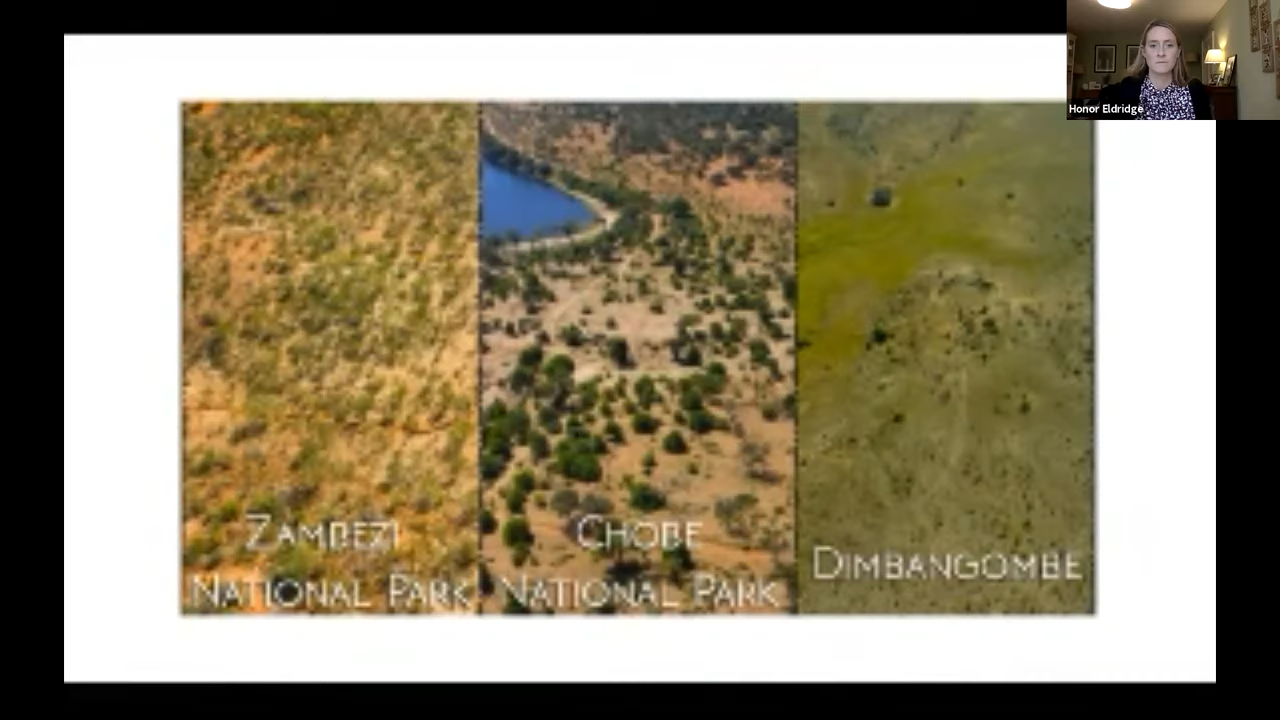 Honor Eldridge
ZAMBEZI
NATIONAL PARK
CHOBE
NATIONAL PARK
DIMBANGOMBE